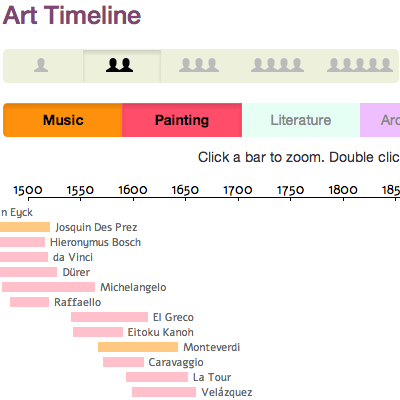 Art Timeline
Music Painting Literature Arc
Click a bar to zoom. Double clic
1500 1550 1600 1650 1700 1750 1800 185
n Eyck
Josquin Des Prez
Hieronymus Bosch
da Vinci
Dürer
Michelangelo
Raffaello
El Greco
Eitoku Kanoh
Monteverdi
Caravaggio
La Tour
Velázquez